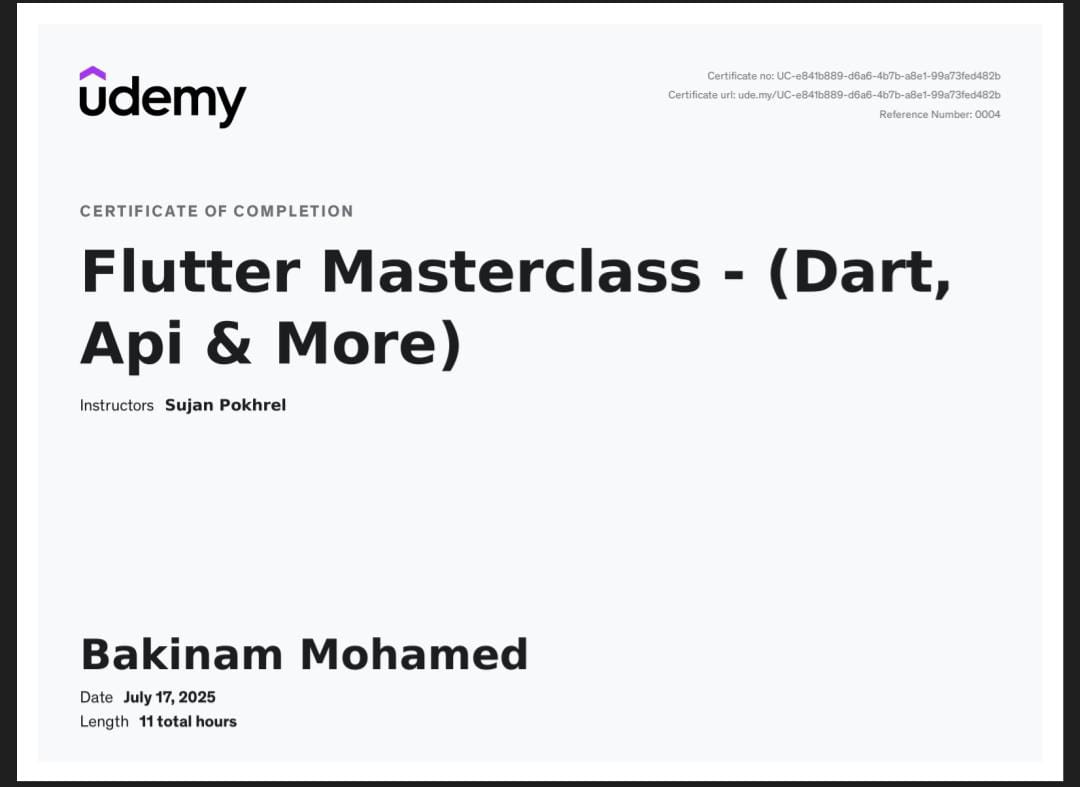 udemy
Certificate no: UC-e841b889-d6a6-4b7b-a8e1-99a73fed482b
Certificate url: ude.my/UC-e841b889-d6a6-4b7b-a8e1-99a73fed482b
Reference Number: 0004
CERTIFICATE OF COMPLETION
Flutter Masterclass - (Dart,
Api & More)
Instructors Sujan Pokhrel
Bakinam Mohamed
Date July 17, 2025
Length 11 total hours